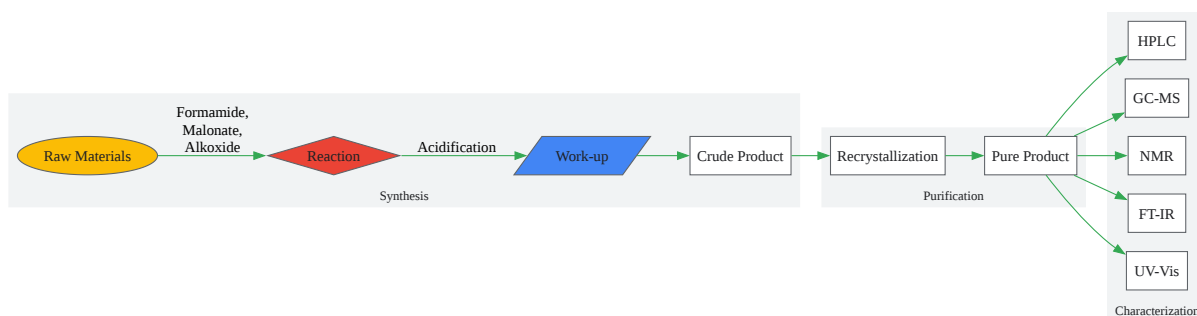 Raw Materials
Formamide,
Malonate,
Alkoxide
Reaction
Acidification
Work-up
Crude Product
Synthesis
Recrystallization
Pure Product
Purification
HPLC
GC-MS
NMR
FT-IR
UV-Vis
Characterization